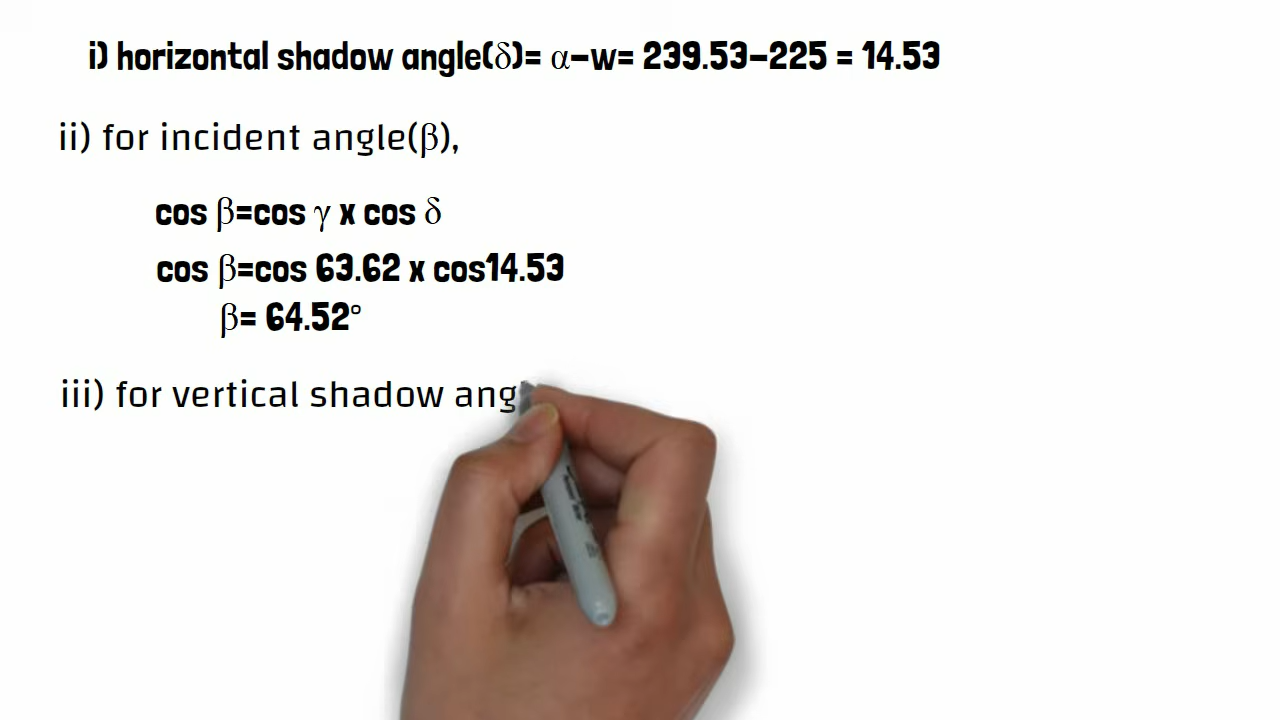 i) horizontal shadow angle(δ)= α-w= 239.53-225 = 14.53
ii) for incident angle(β),
cos β=cos γ x cos δ
cos β=cos 63.62 x cos14.53
β= 64.52°
iii) for vertical shadow ang